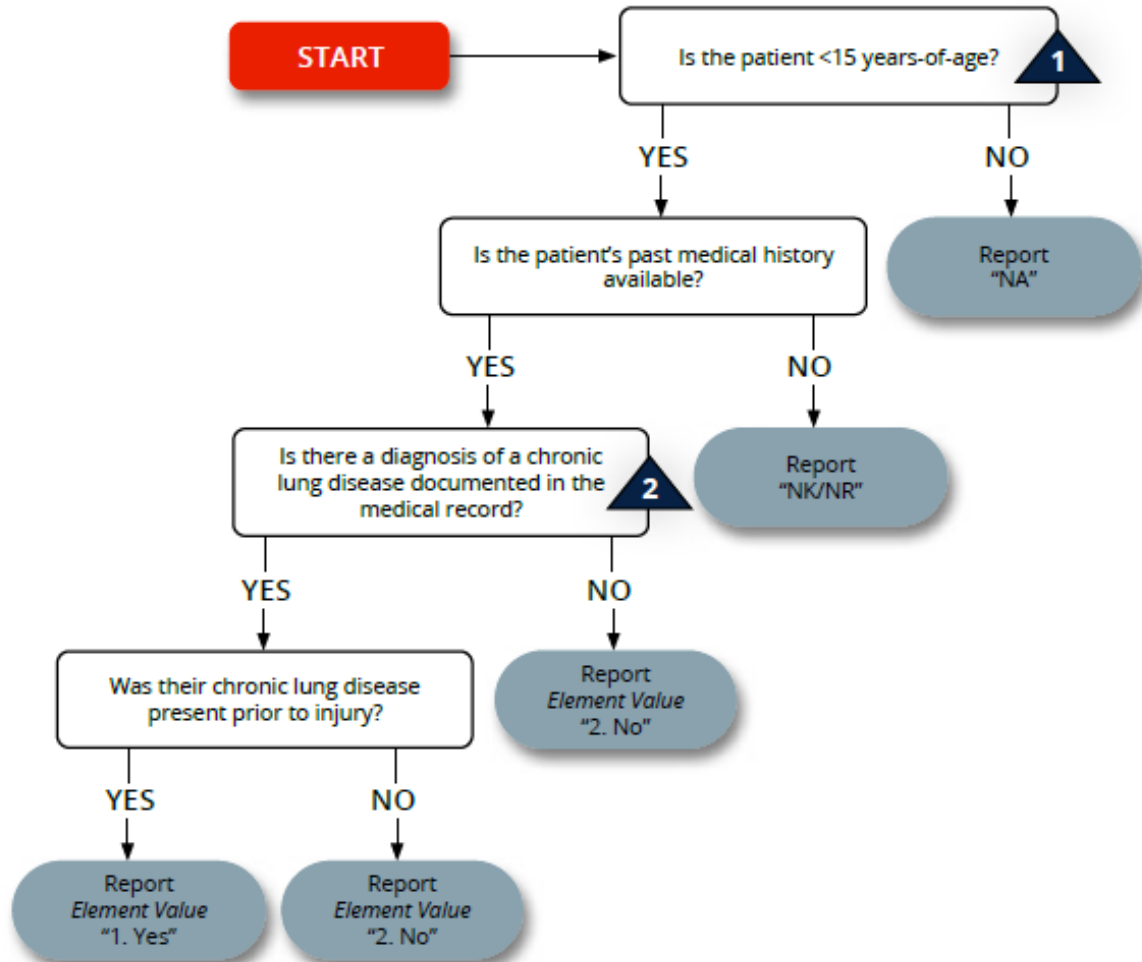 START
Is the patient <15 years-of-age?
1
YES
NO
Is the patient's past medical history
available?
Report
"NA"
YES
NO
Is there a diagnosis of a chronic
lung disease documented in the
medical record?
2
Report
"NK/NR"
YES
NO
Was their chronic lung disease
present prior to injury?
Report
Element Value
"2. No"
YES
NO
Report
Element Value
"1. Yes"
Report
Element Value
"2. No"